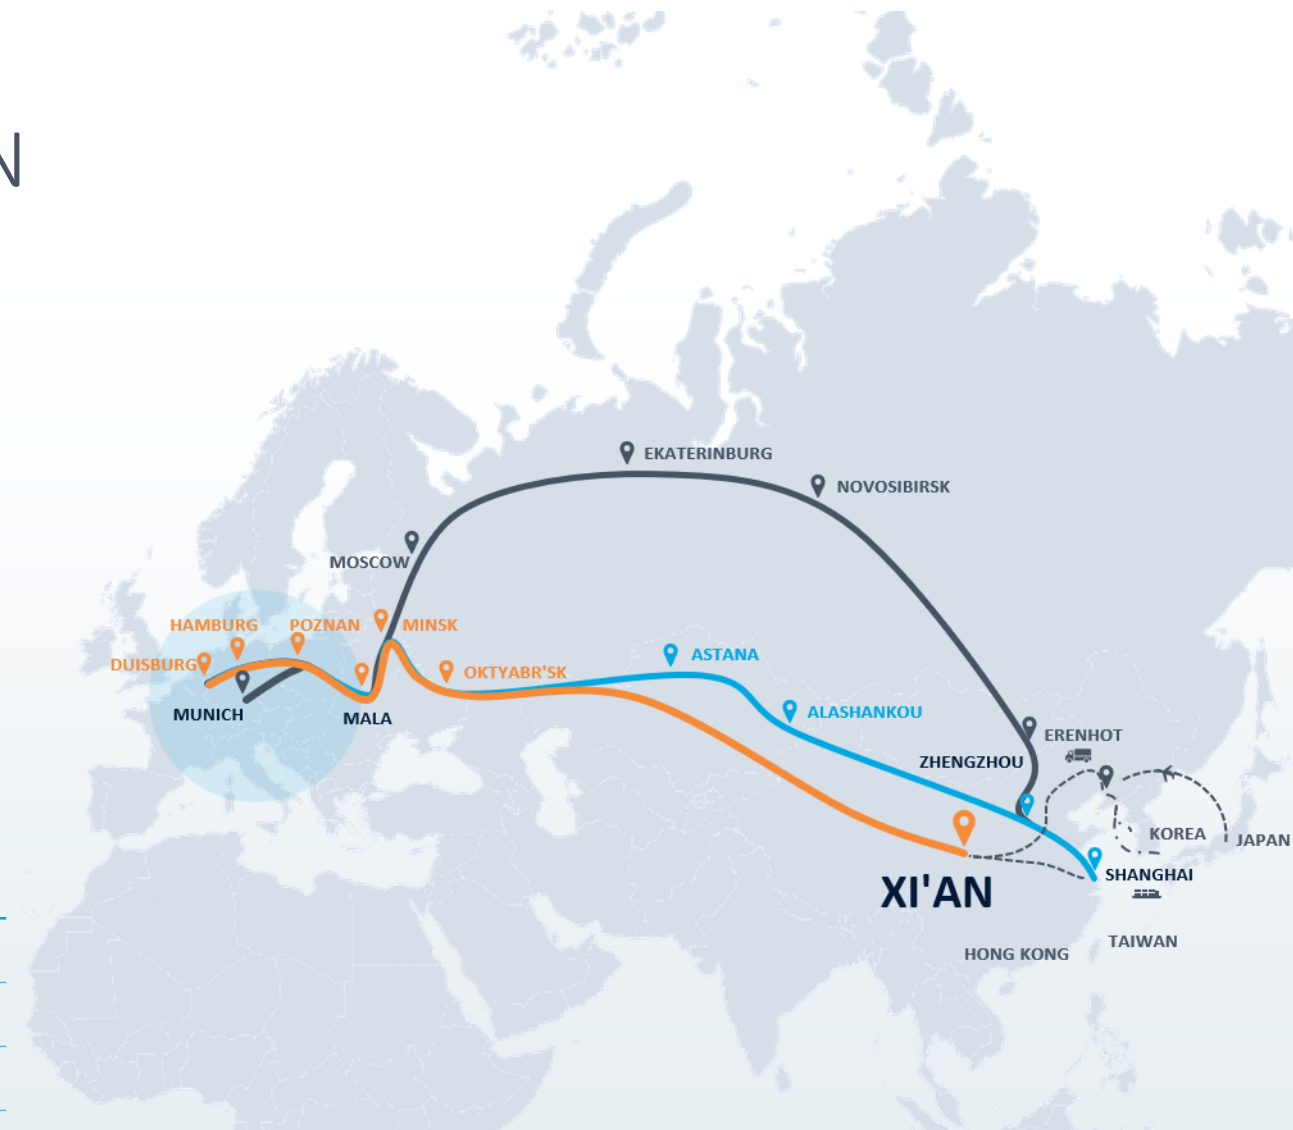 N
EKATERINBURG
NOVOSIBIRSK
MOSCOW
HAMBURG
POZNAN
MINSK
DUISBURG
OKTYABR'SK
ASTANA
MUNICH
MALA
ALASHANKOU
ERENHOT
ZHENGZHOU
KOREA
JAPAN
SHANGHAI
XI'AN
TAIWAN
HONG KONG